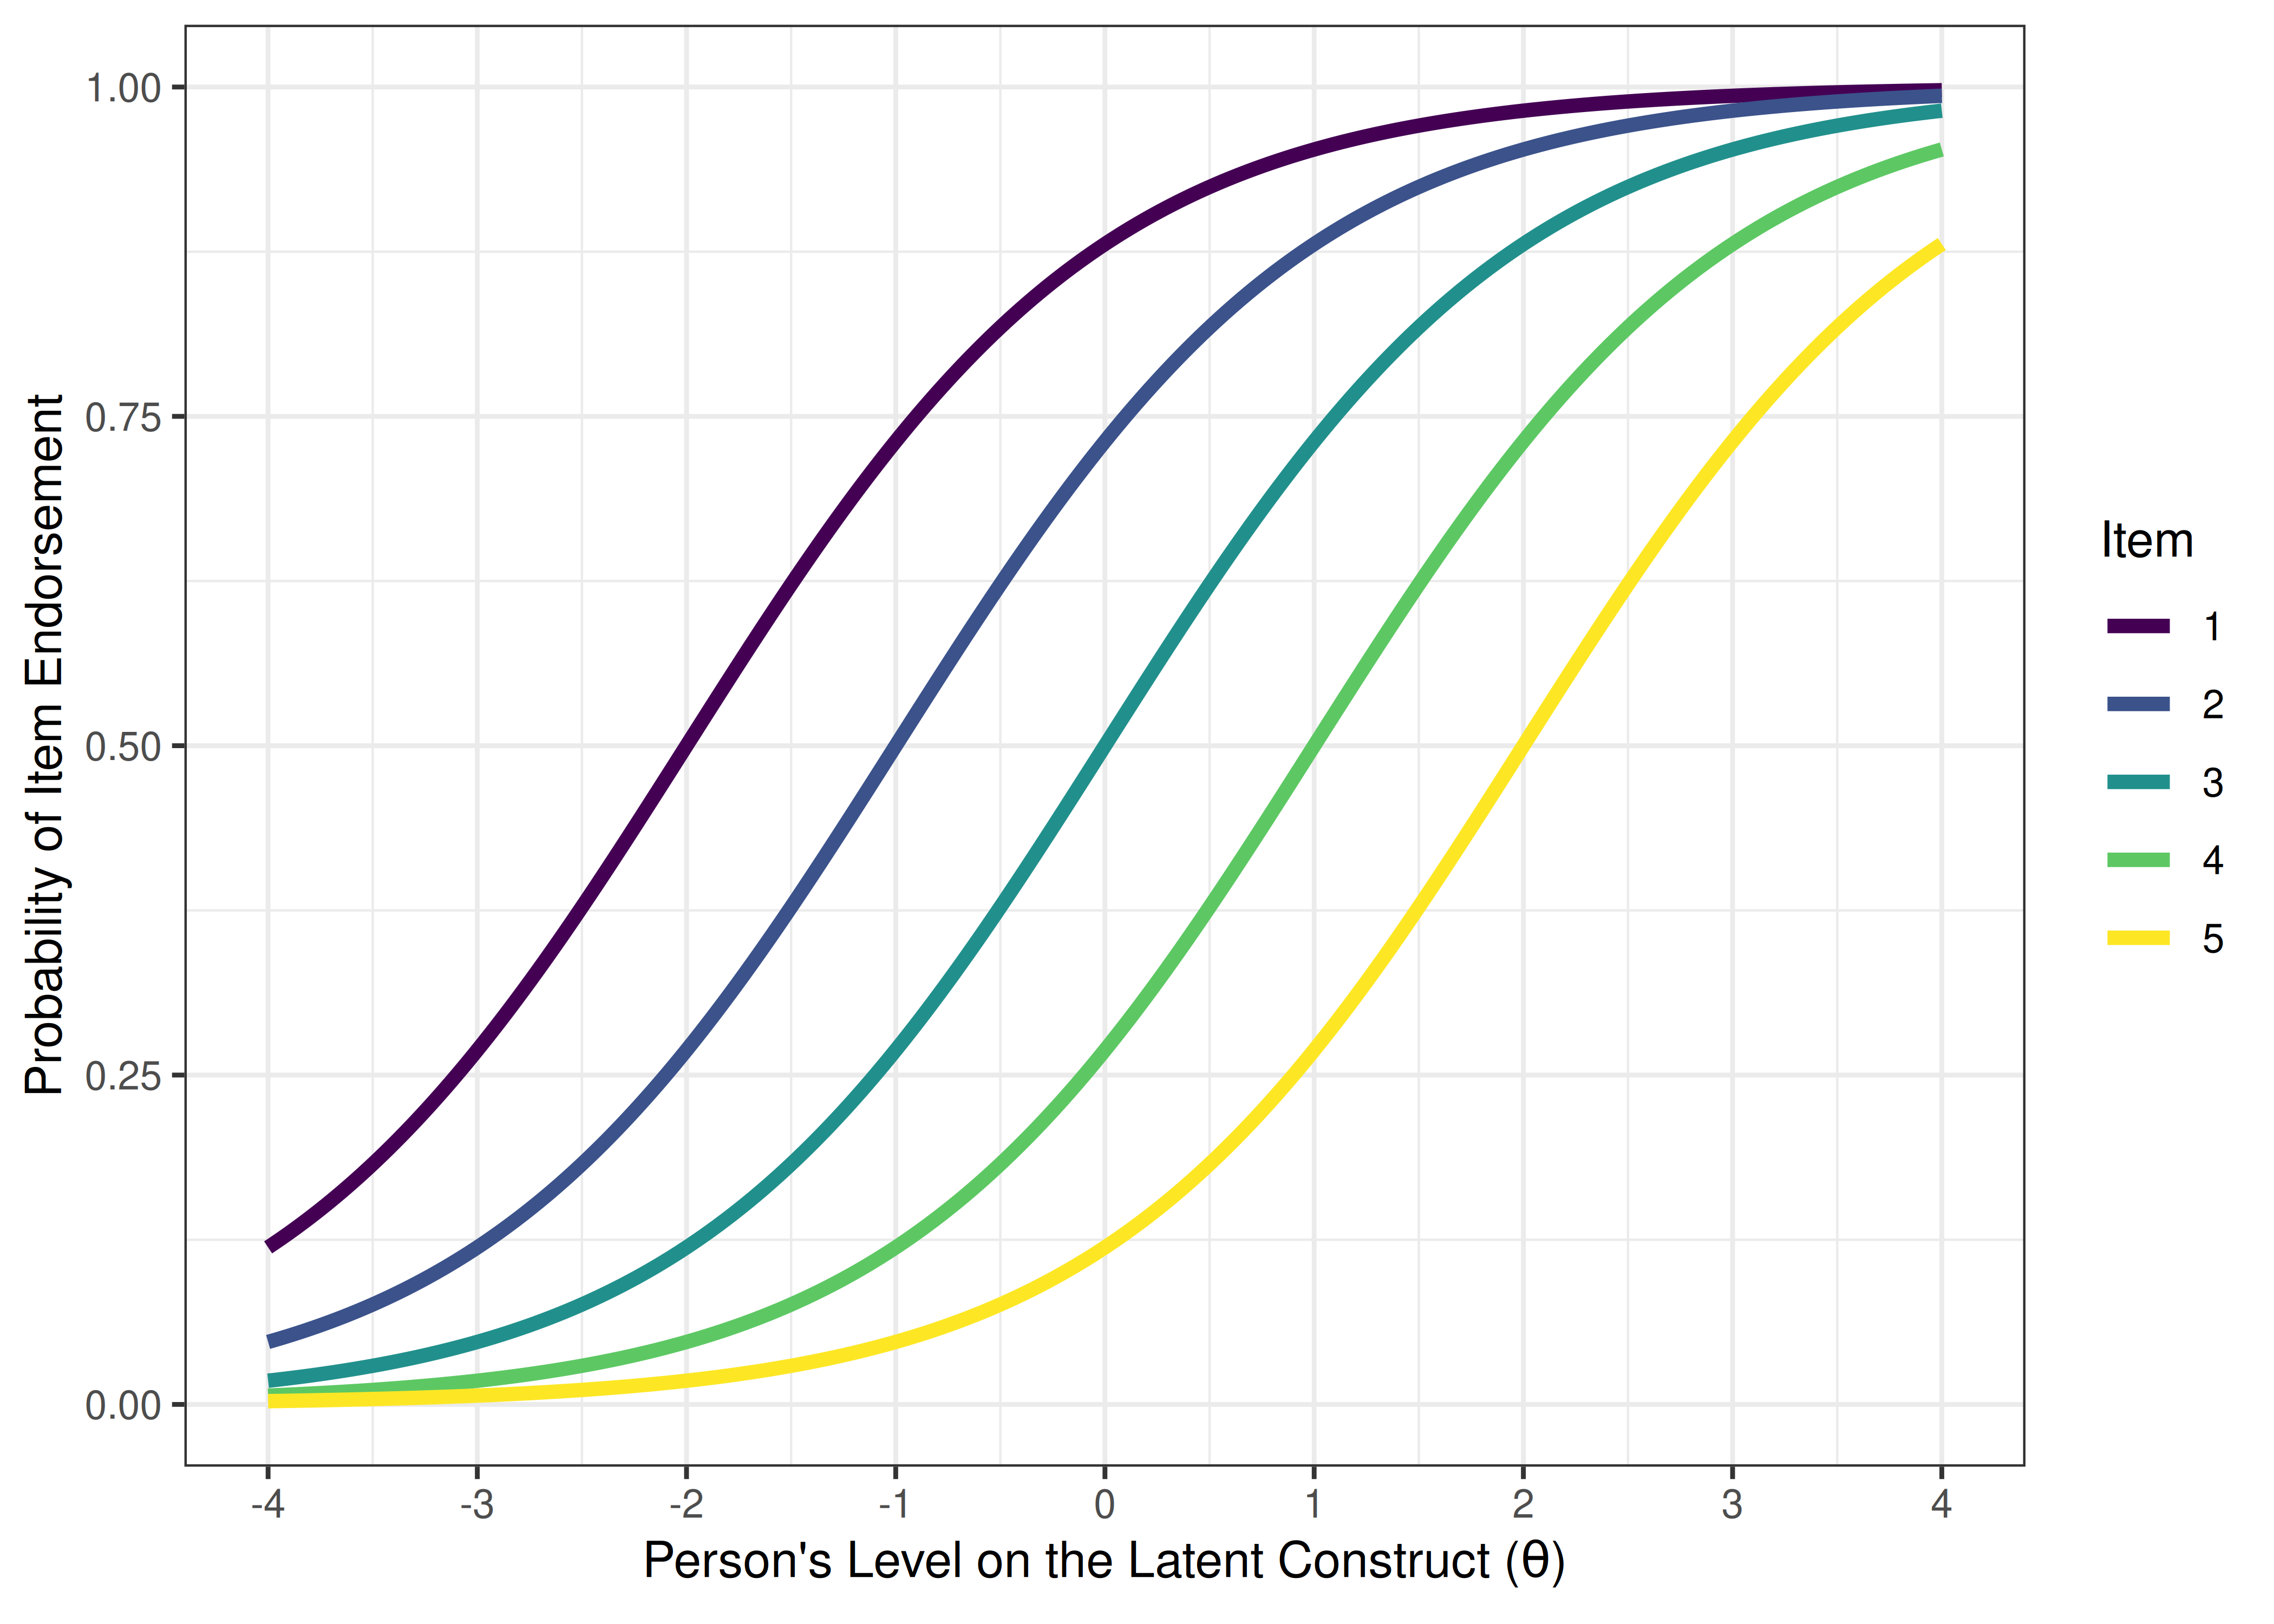 Probability of Item Endorsement
1.00
0.75
0.50
0.25
0.00
-4 -3 -2 -1 0 1 2 3 4
Person's Level on the Latent Construct (θ)
Item
1
2
3
4
5